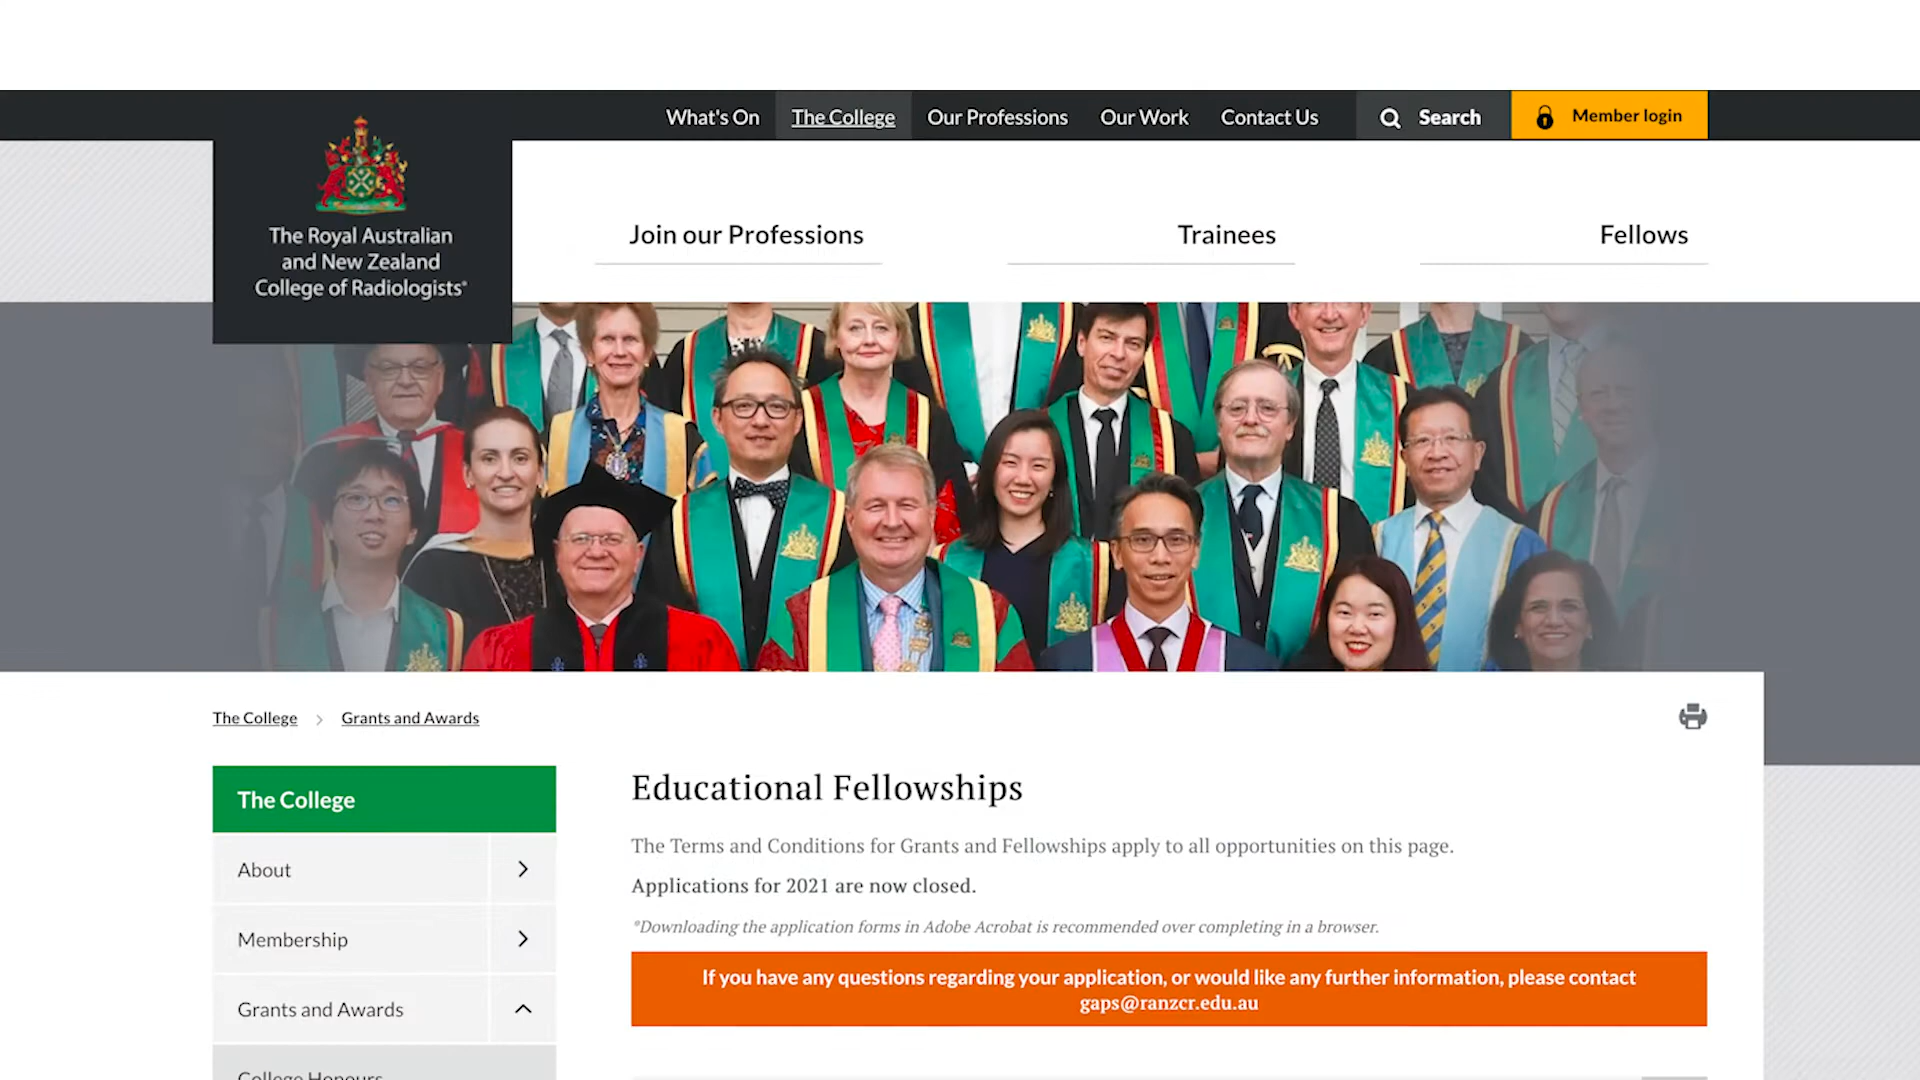 What's On The College Our Professions Our Work Contact Us Search Member login
The Royal Australian
and New Zealand
College of Radiologists®
Join our Professions Trainees Fellows
The College > Grants and Awards
The College
About
Membership
Grants and Awards
College Honours
Educational Fellowships
The Terms and Conditions for Grants and Fellowships apply to all opportunities on this page.
Applications for 2021 are now closed.
*Downloading the application forms in Adobe Acrobat is recommended over completing in a browser.
If you have any questions regarding your application, or would like any further information, please contact
gaps@ranzcr.edu.au